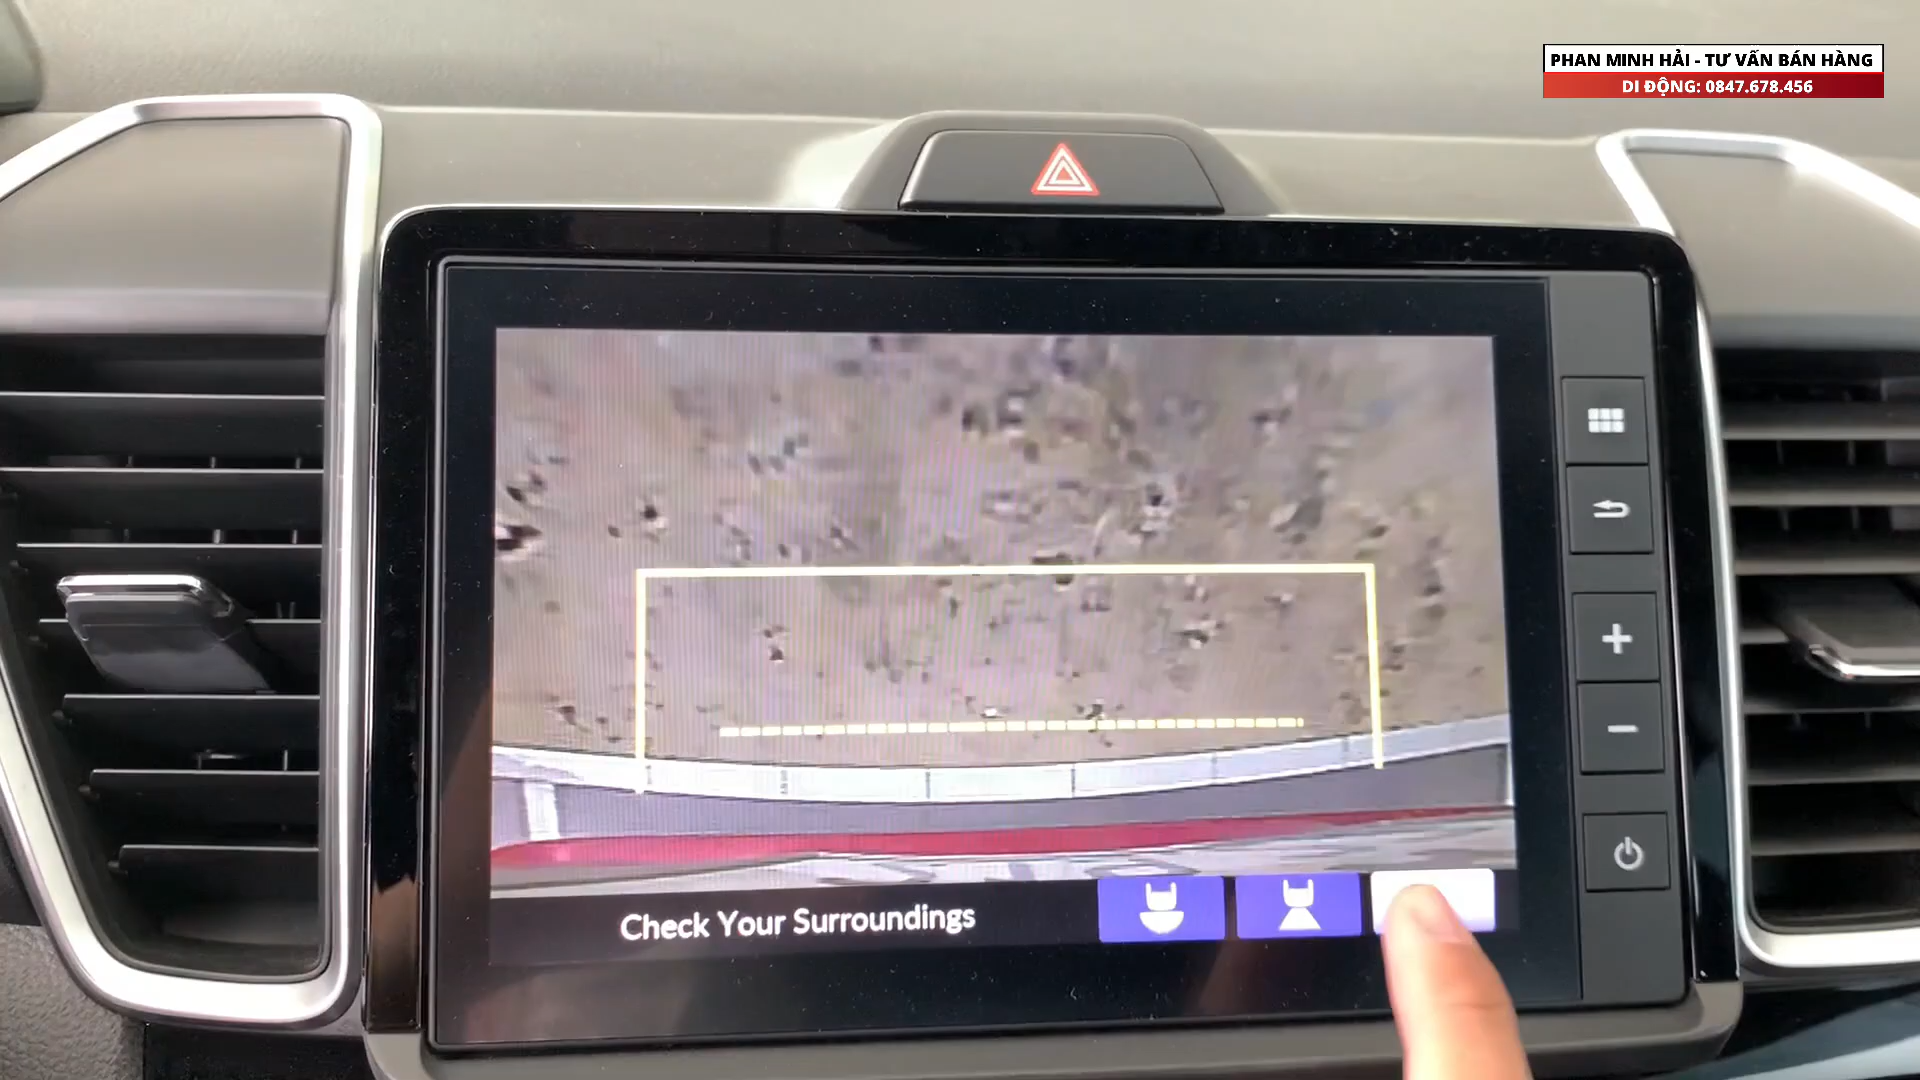 PHAN MINH HẢI - TƯ VẤN BÁN HÀNG
DI ĐỘNG: 0847.678.456
Check Your Surroundings